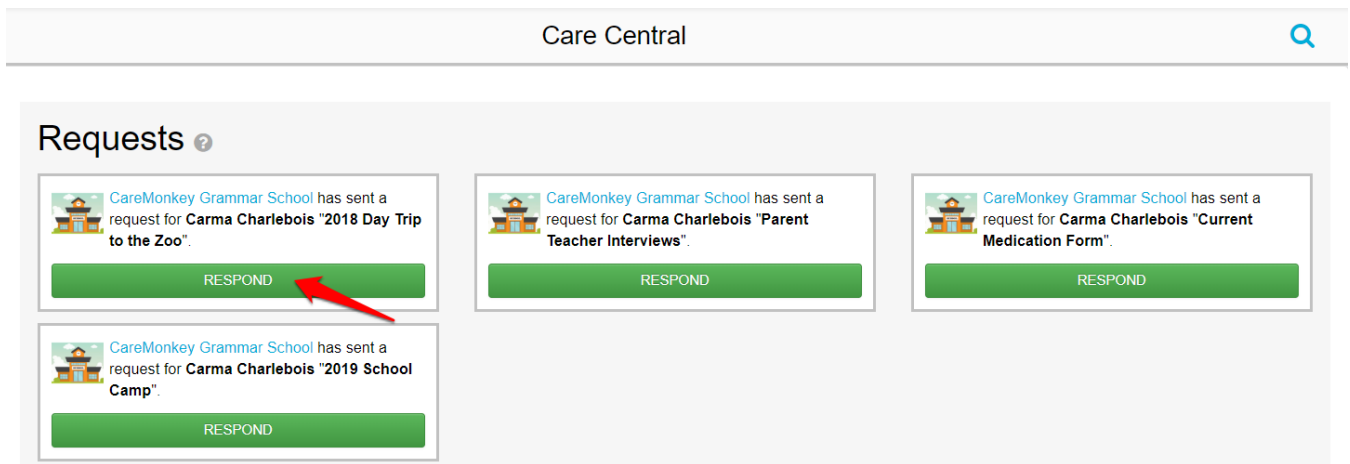 Care Central
Requests
CareMonkey Grammar School has sent a
request for Carma Charlebois "2018 Day Trip
to the Zoo".
RESPOND
CareMonkey Grammar School has sent a
request for Carma Charlebois "Parent
Teacher Interviews".
RESPOND
CareMonkey Grammar School has sent a
request for Carma Charlebois "Current
Medication Form".
RESPOND
CareMonkey Grammar School has sent a
request for Carma Charlebois "2019 School
Camp".
RESPOND